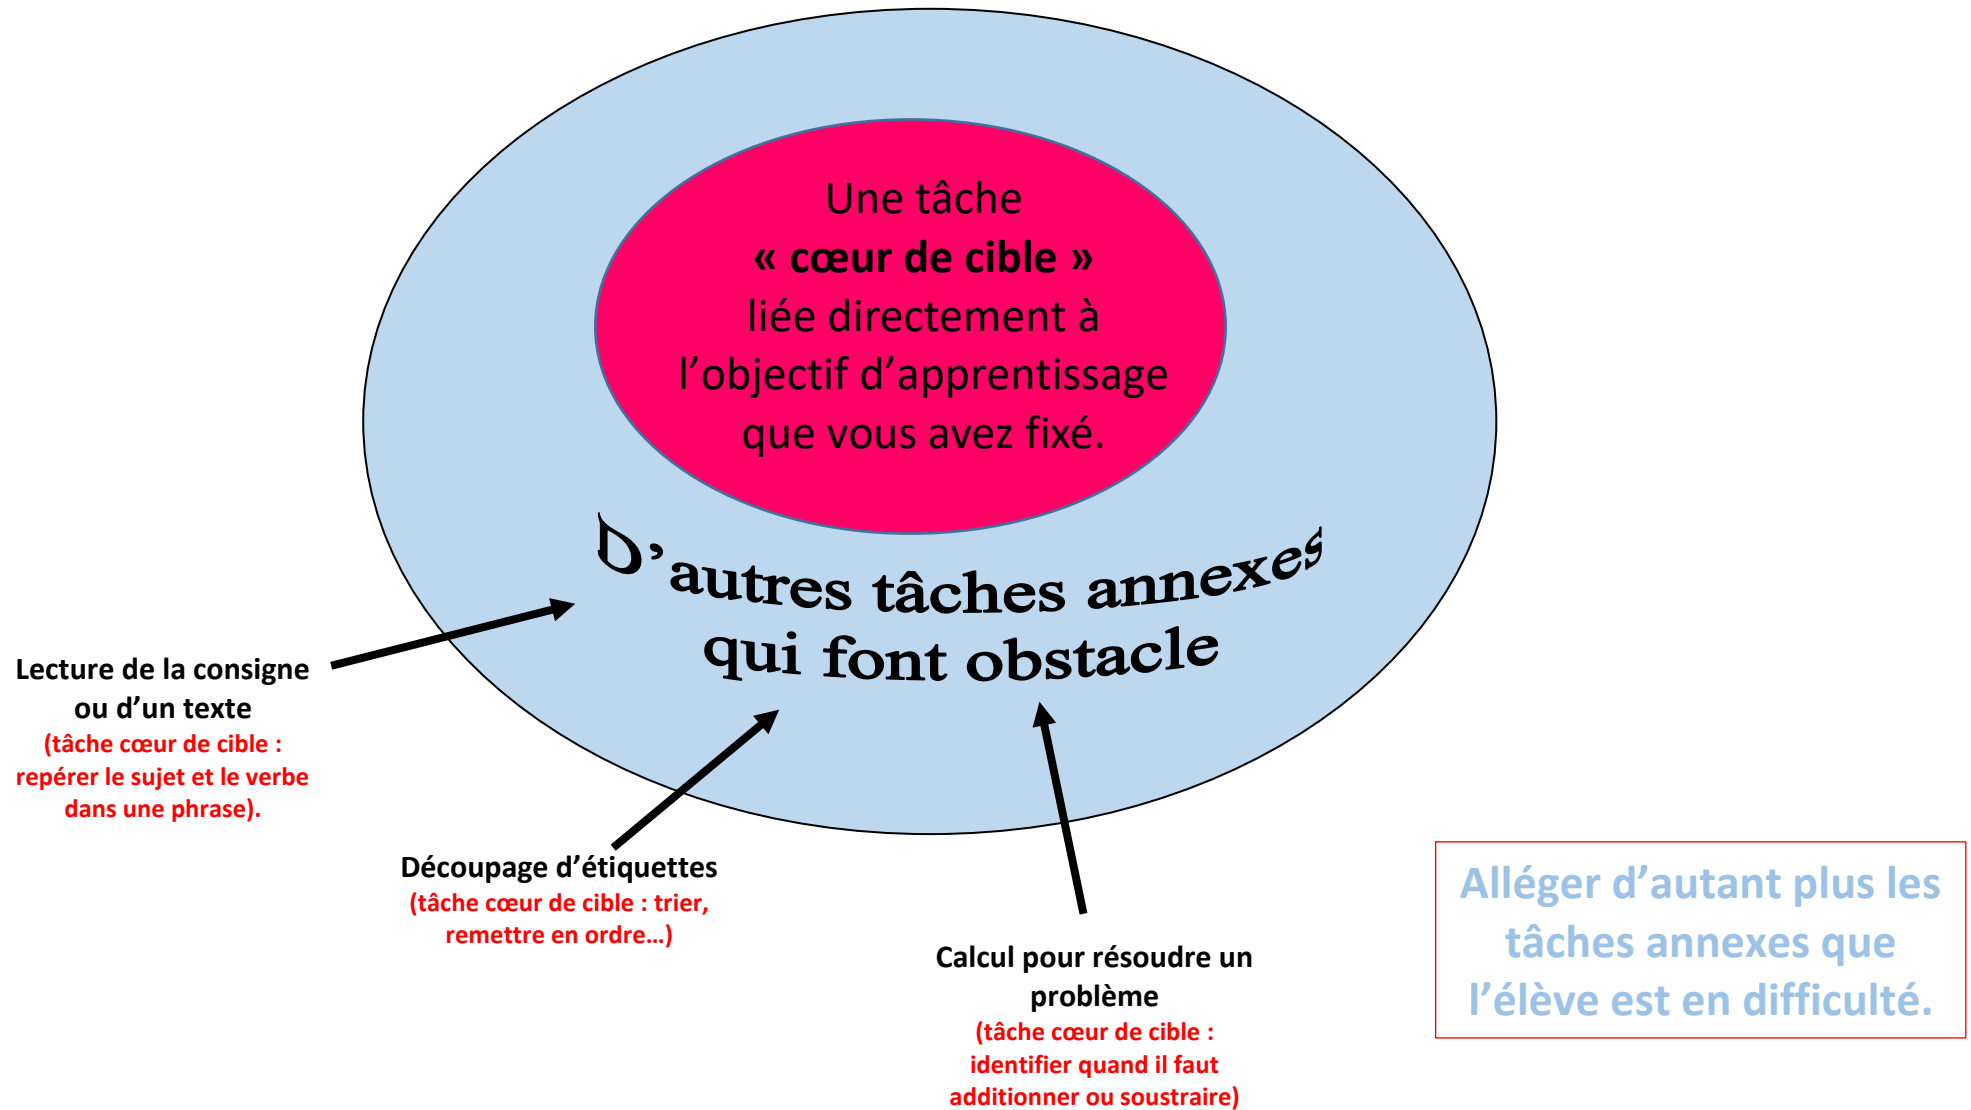 Une tâche
« cœur de cible »
liée directement à
l’objectif d’apprentissage
que vous avez fixé.
D’autres tâches annexes
qui font obstacle
Lecture de la consigne
ou d’un texte
(tâche cœur de cible :
repérer le sujet et le verbe
dans une phrase).
Découpage d’étiquettes
(tâche cœur de cible : trier,
remettre en ordre…)
Calcul pour résoudre un
problème
(tâche cœur de cible :
identifier quand il faut
additionner ou soustraire)
Alléger d’autant plus les
tâches annexes que
l’élève est en difficulté.